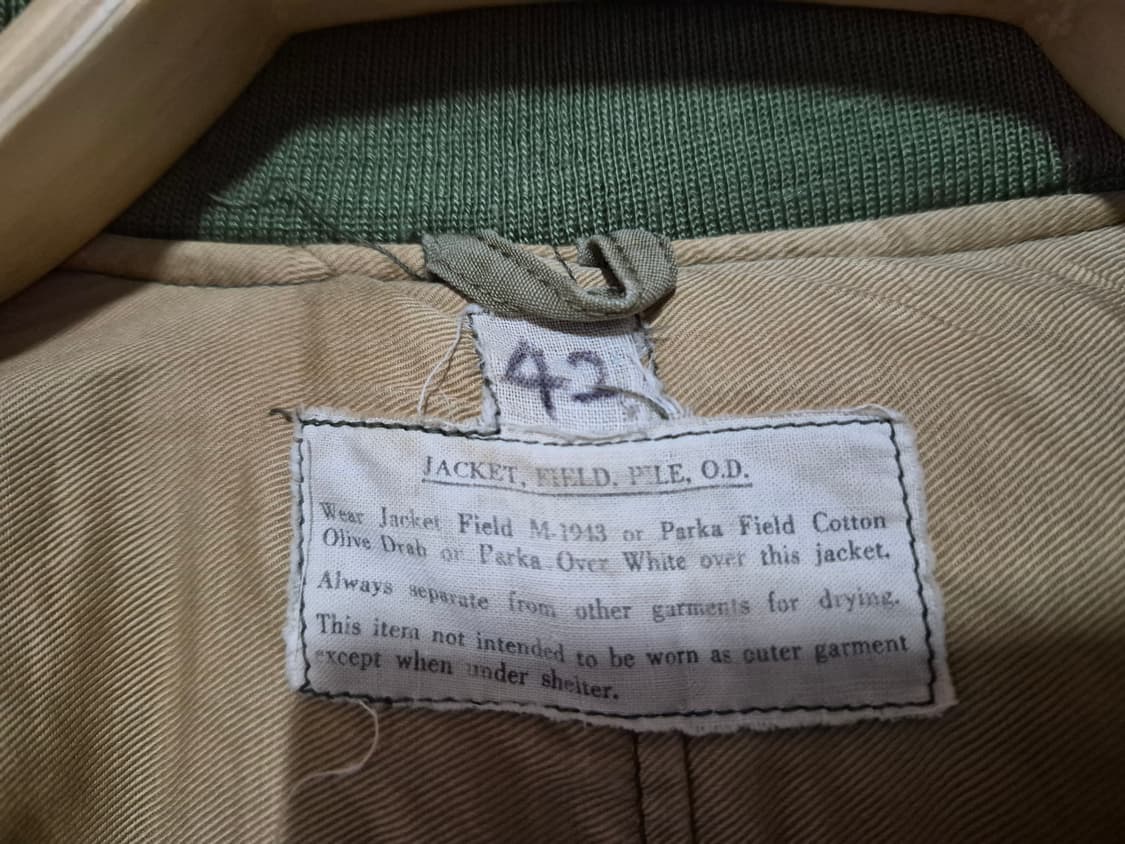 42
JACKET, FIELD, PILE, O.D.
Wear Jacket Field M-1943 or Parka Field Cotton
Olive Drab or Parka Over White over this jacket.
Always separate from other garments for drying.
This item not intended to be worn as outer garment
except when under shelter.